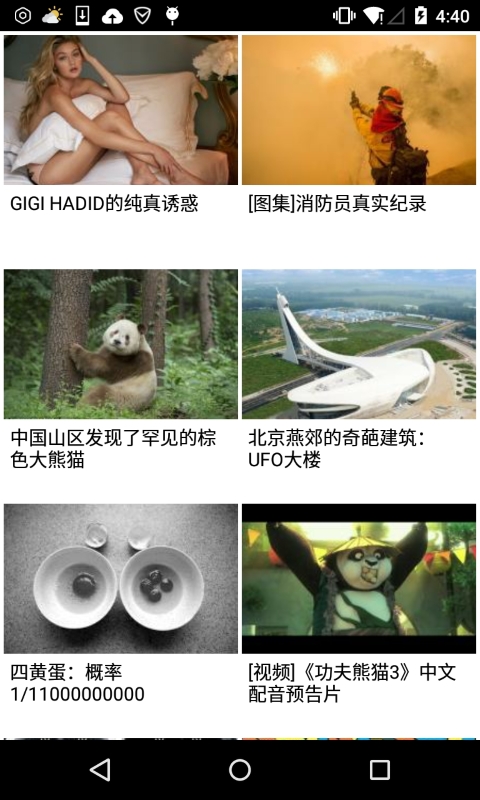 4:40
GIGI HADID的纯真诱惑
[图集]消防员真实纪录
中国山区发现了罕见的棕
色大熊猫
北京燕郊的奇葩建筑：
UFO大楼
四黄蛋：概率
1/11000000000
[视频]《功夫熊猫3》中文
配音预告片